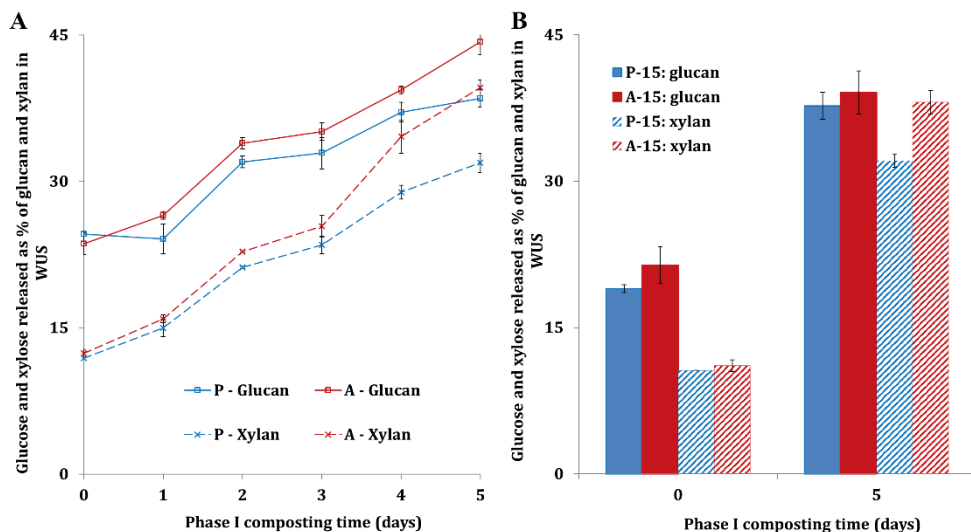 A
Glucose and xylose released as % of glucan and xylan in
WUS
45
30
15
0
P - Glucan
A - Glucan
P - Xylan
A - Xylan
0
1
2
3
4
5
Phase I composting time (days)
B
Glucose and xylose released as % of glucan and xylan in
WUS
45
30
15
0
P-15: glucan
A-15: glucan
P-15: xylan
A-15: xylan
0
5
Phase I composting time (days)